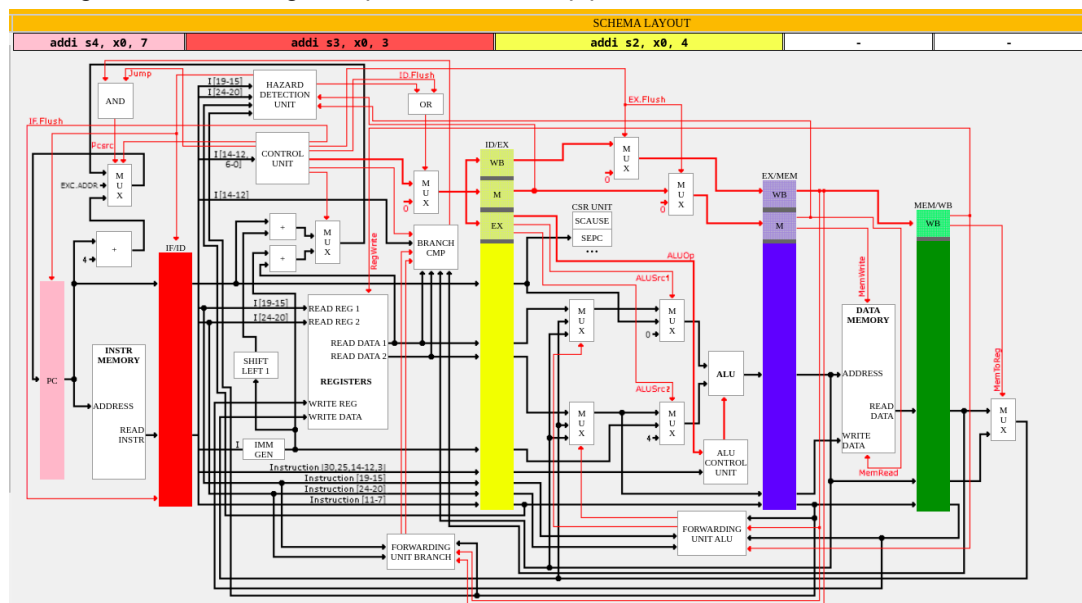 SCHEMA LAYOUT
addi s4, x0, 7
addi s3, x0, 3
addi s2, x0, 4
-
-
Jump
I [19-15]
I [24-20]
HAZARD
DETECTION
UNIT
ID.Flush
OR
EX.Flush
AND
IF.Flush
Pcsrc
I [14-12,
6-0]
CONTROL
UNIT
MUX
0
MUX
0
MUX
0
ID/EX
WB
M
EX
EX/MEM
WB
M
MEM/WB
WB
EXC.ADDR
MUX
I [14-12]
+
+
MUX
RegWrite
BRANCH
CMP
CSR UNIT
SCAUSE
SEPC
...
4
+
IF/ID
ALUOp
ALUSrc1
MemWrite
I [19-15]
READ REG 1
I [24-20]
READ REG 2
READ DATA 1
READ DATA 2
REGISTERS
WRITE REG
WRITE DATA
MUX
MUX
0
DATA
MEMORY
ADDRESS
READ
DATA
WRITE
DATA
MemToReg
MUX
PC
INSTR
MEMORY
ADDRESS
READ
INSTR
SHIFT
LEFT 1
ALU
ALUSrc2
MUX
MUX
4
I
IMM
GEN
ALU
CONTROL
UNIT
MemRead
Instruction [30,25,14-12,3]
Instruction [19-15]
Instruction [24-20]
Instruction [11-7]
FORWARDING
UNIT ALU
FORWARDING
UNIT BRANCH